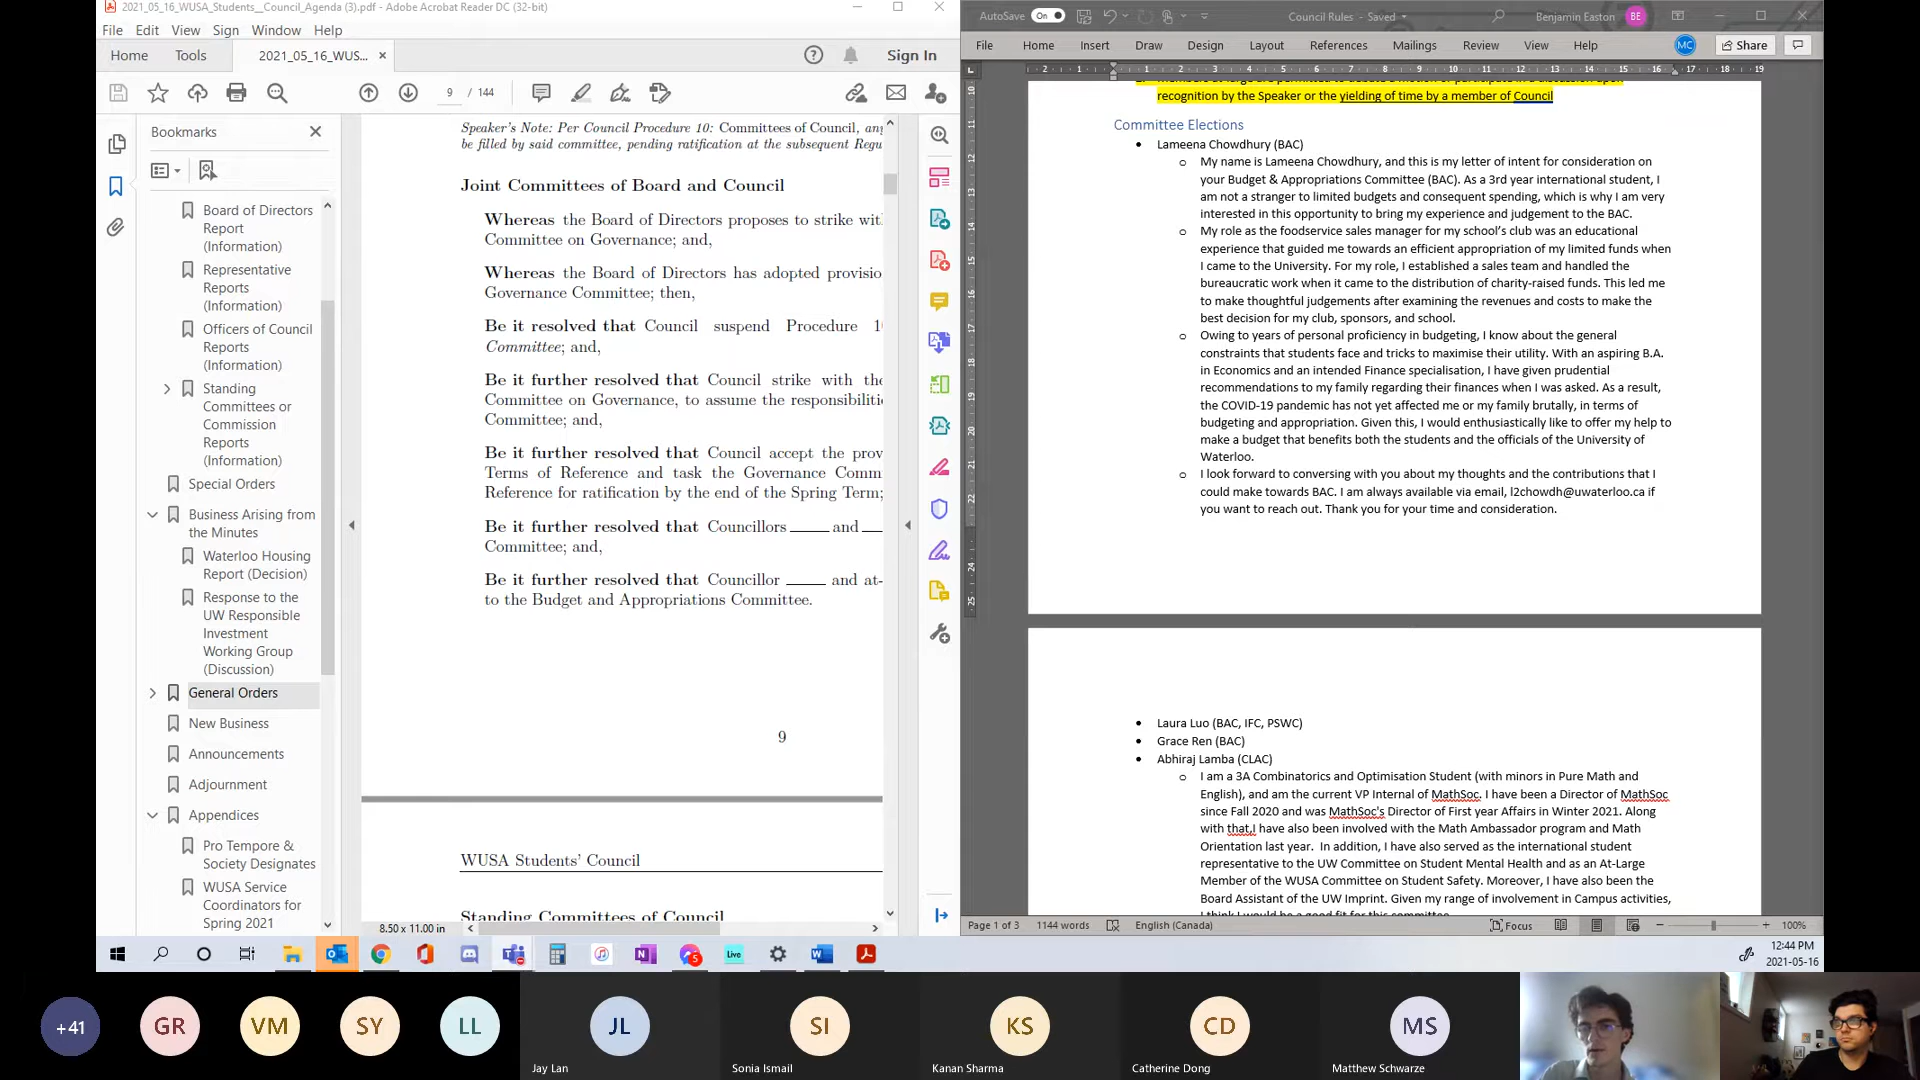 2021_05_16_WUSA_Students__Council_Agenda (3).pdf - Adobe Acrobat Reader DC (32-bit)
File Edit View Sign Window Help
Home Tools 2021_05_16_WUS... × Sign In
9 / 144
Bookmarks
Board of Directors
Report
(Information)
Representative
Reports
(Information)
Officers of Council
Reports
(Information)
Standing
Committees or
Commission
Reports
(Information)
Special Orders
Business Arising from
the Minutes
Waterloo Housing
Report (Decision)
Response to the
UW Responsible
Investment
Working Group
(Discussion)
General Orders
New Business
Announcements
Adjournment
Appendices
Pro Tempore &
Society Designates
WUSA Service
Coordinators for
Spring 2021
Speaker's Note: Per Council Procedure 10: Committees of Council, any
be filled by said committee, pending ratification at the subsequent Regu
Joint Committees of Board and Council
Whereas the Board of Directors proposes to strike wit
Committee on Governance; and,
Whereas the Board of Directors has adopted provisio
Governance Committee; then,
Be it resolved that Council suspend Procedure 1
Committee; and,
Be it further resolved that Council strike with the
Committee on Governance, to assume the responsibiliti
Committee; and,
Be it further resolved that Council accept the prov
Terms of Reference and task the Governance Comm
Reference for ratification by the end of the Spring Term;
Be it further resolved that Councillors _____ and
Committee; and,
Be it further resolved that Councillor _____ and at-
to the Budget and Appropriations Committee.
9
WUSA Students' Council
Standing Committees of Council
8.50 x 11.00 in
AutoSave On Council Rules - Saved Benjamin Easton BE
File Home Insert Draw Design Layout References Mailings Review View Help MC Share
recognition by the Speaker or the yielding of time by a member of Council
Committee Elections
• Lameena Chowdhury (BAC)
o My name is Lameena Chowdhury, and this is my letter of intent for consideration on
your Budget & Appropriations Committee (BAC). As a 3rd year international student, I
am not a stranger to limited budgets and consequent spending, which is why I am very
interested in this opportunity to bring my experience and judgement to the BAC.
o My role as the foodservice sales manager for my school's club was an educational
experience that guided me towards an efficient appropriation of my limited funds when
I came to the University. For my role, I established a sales team and handled the
bureaucratic work when it came to the distribution of charity-raised funds. This led me
to make thoughtful judgements after examining the revenues and costs to make the
best decision for my club, sponsors, and school.
o Owing to years of personal proficiency in budgeting, I know about the general
constraints that students face and tricks to maximise their utility. With an aspiring B.A.
in Economics and an intended Finance specialisation, I have given prudential
recommendations to my family regarding their finances when I was asked. As a result,
the COVID-19 pandemic has not yet affected me or my family brutally, in terms of
budgeting and appropriation. Given this, I would enthusiastically like to offer my help to
make a budget that benefits both the students and the officials of the University of
Waterloo.
o I look forward to conversing with you about my thoughts and the contributions that I
could make towards BAC. I am always available via email, l2chowdh@uwaterloo.ca if
you want to reach out. Thank you for your time and consideration.
• Laura Luo (BAC, IFC, PSWC)
• Grace Ren (BAC)
• Abhiraj Lamba (CLAC)
o I am a 3A Combinatorics and Optimisation Student (with minors in Pure Math and
English), and am the current VP Internal of MathSoc. I have been a Director of MathSoc
since Fall 2020 and was MathSoc's Director of First year Affairs in Winter 2021. Along
with that,I have also been involved with the Math Ambassador program and Math
Orientation last year. In addition, I have also served as the international student
representative to the UW Committee on Student Mental Health and as an At-Large
Member of the WUSA Committee on Student Safety. Moreover, I have also been the
Board Assistant of the UW Imprint. Given my range of involvement in Campus activities,
I think I would be a good fit for this committee.
Page 1 of 3 1144 words English (Canada) Focus 100%
12:44 PM
2021-05-16
+41 GR VM SY LL JL SI KS CD MS
Jay Lan Sonia Ismail Kanan Sharma Catherine Dong Matthew Schwarze